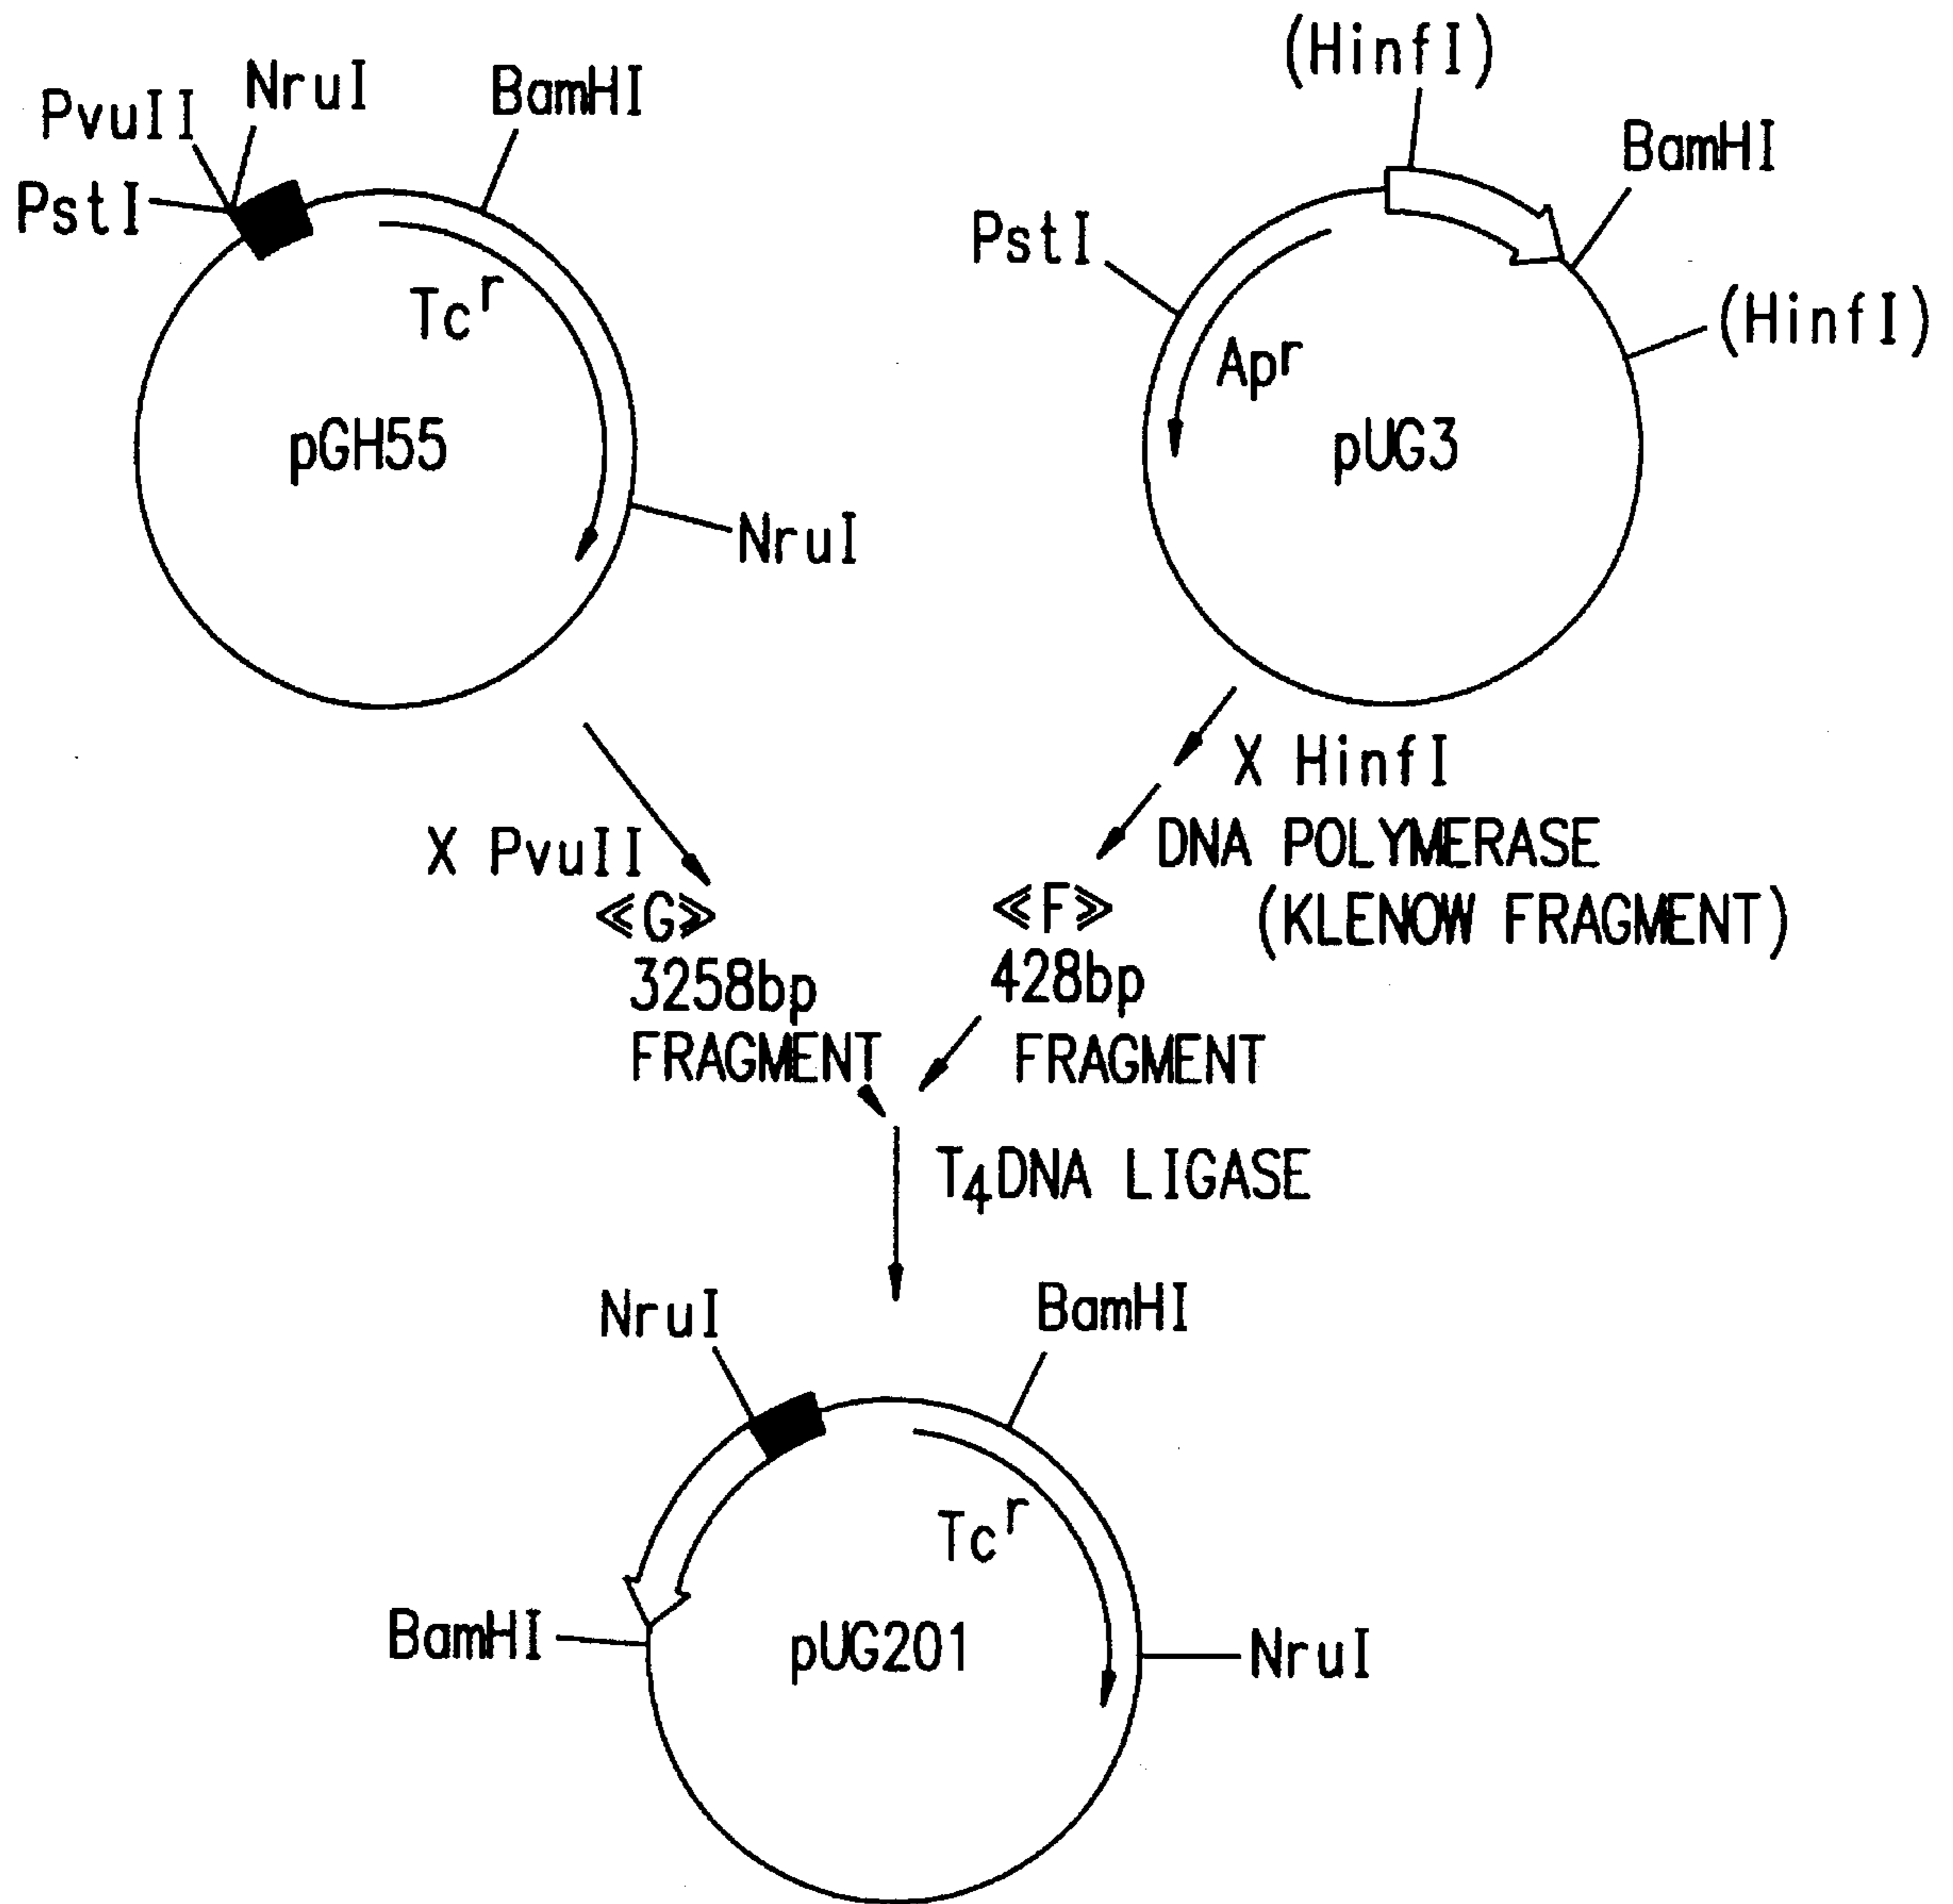 PvuII
NruI
BamHI
PstI
Tcr
pGH55
NruI
(HinfI)
BamHI
PstI
(HinfI)
Apr
pUG3
X PvuII
≪G≫
3258bp
FRAGMENT
X HinfI
DNA POLYMERASE
(KLENOW FRAGMENT)
≪F≫
428bp
FRAGMENT
T4DNA LIGASE
NruI
BamHI
Tcr
BamHI
pUG201
NruI